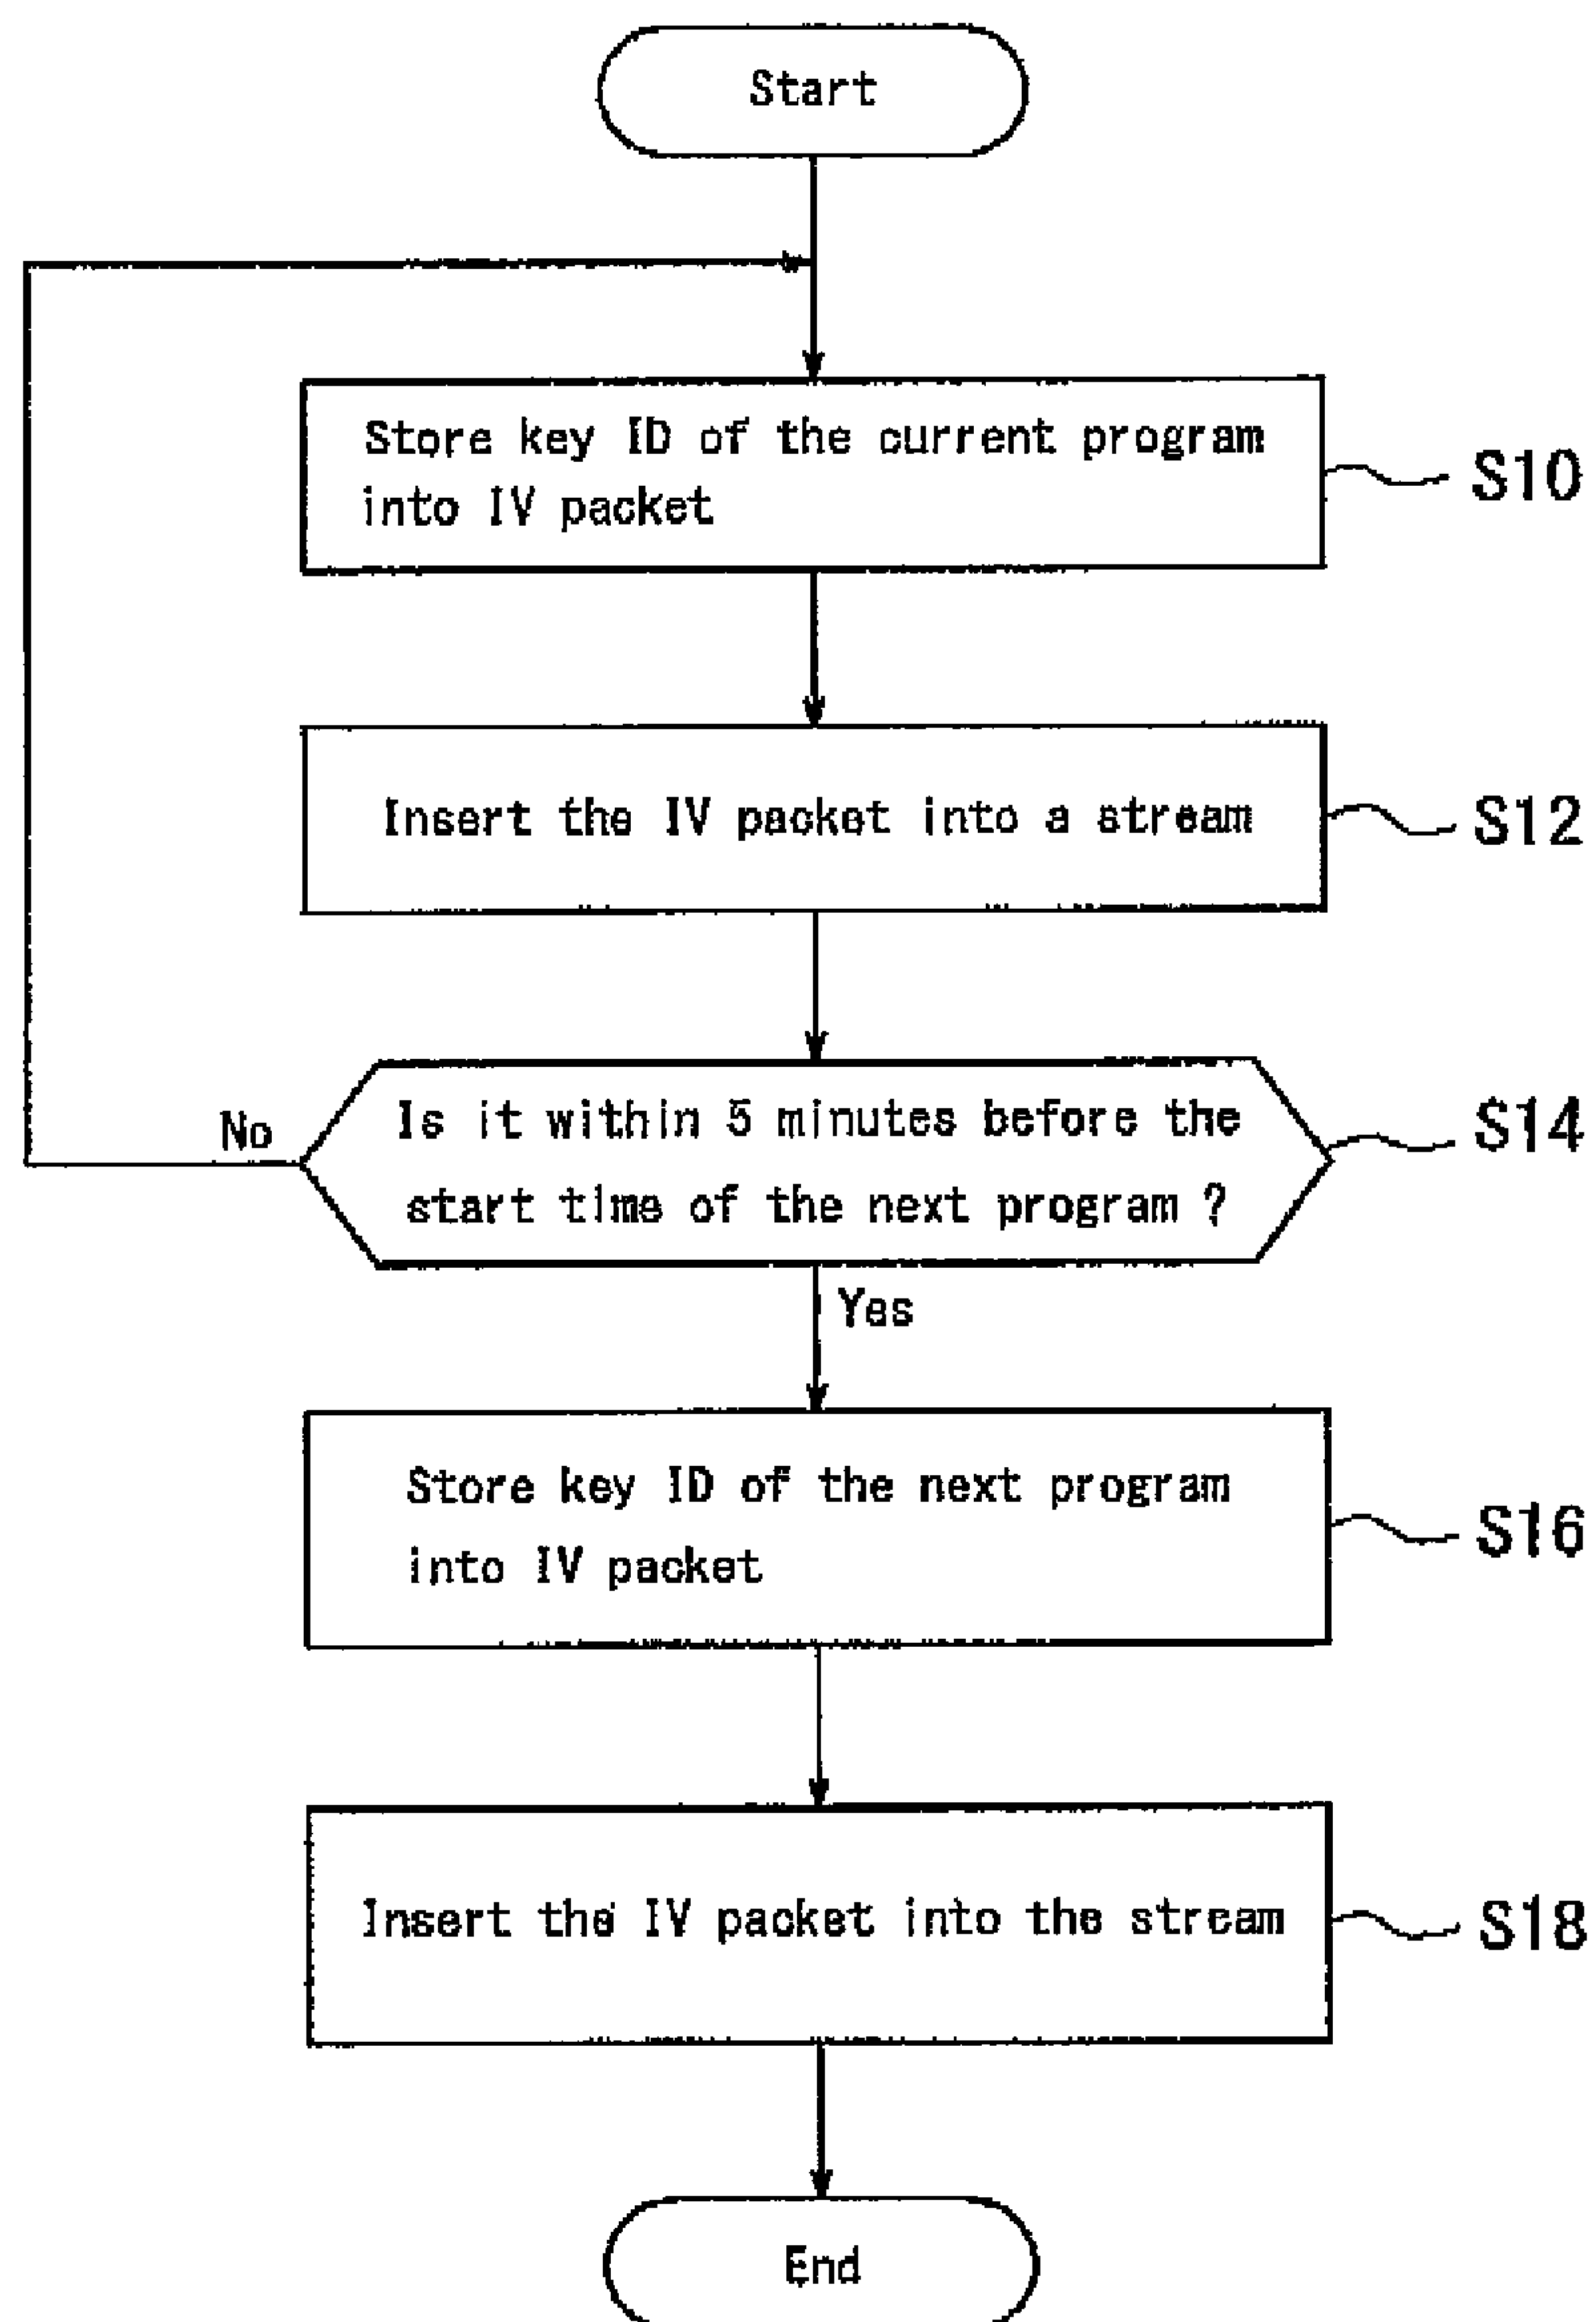 Start
Store key ID of the current program
into IV packet
S10
Insert the IV packet into a stream
S12
Is it within 5 minutes before the
start time of the next program ?
S14
No
Yes
Store key ID of the next program
into IV packet
S16
Insert the IV packet into the stream
S18
End